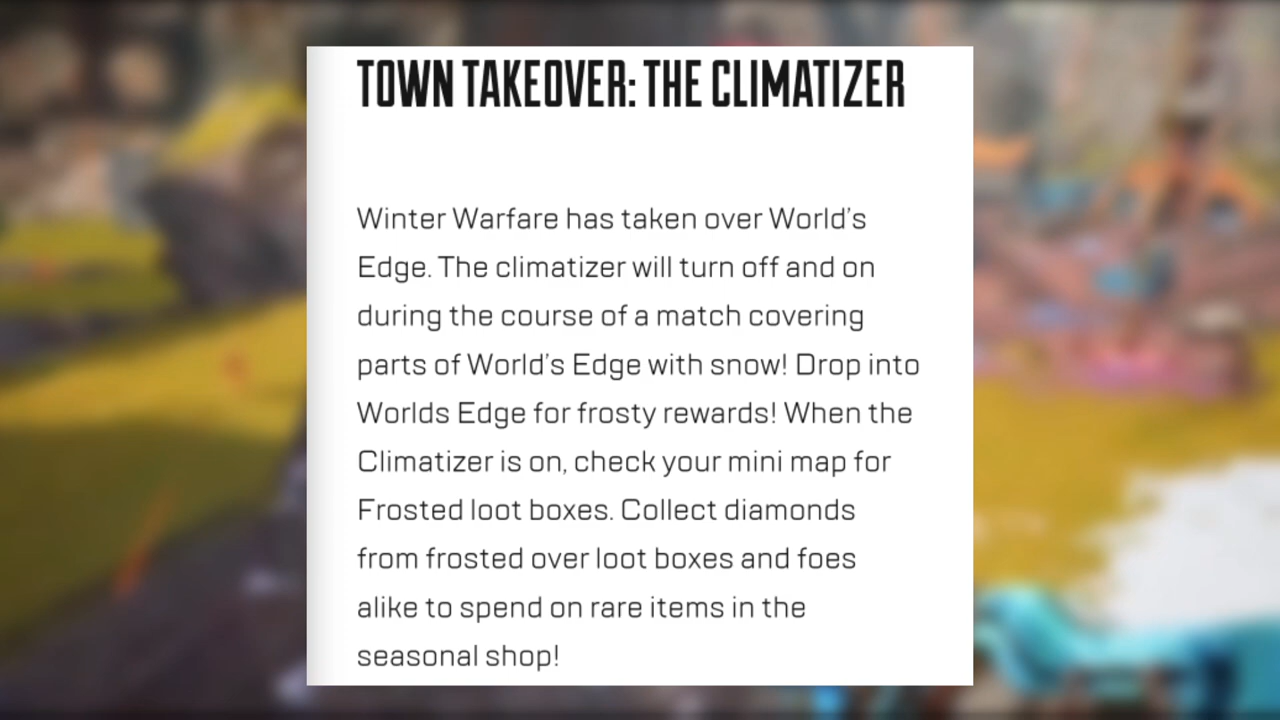 TOWN TAKEOVER: THE CLIMATIZER
Winter Warfare has taken over World's
Edge. The climatizer will turn off and on
during the course of a match covering
parts of World's Edge with snow! Drop into
Worlds Edge for frosty rewards! When the
Climatizer is on, check your mini map for
Frosted loot boxes. Collect diamonds
from frosted over loot boxes and foes
alike to spend on rare items in the
seasonal shop!